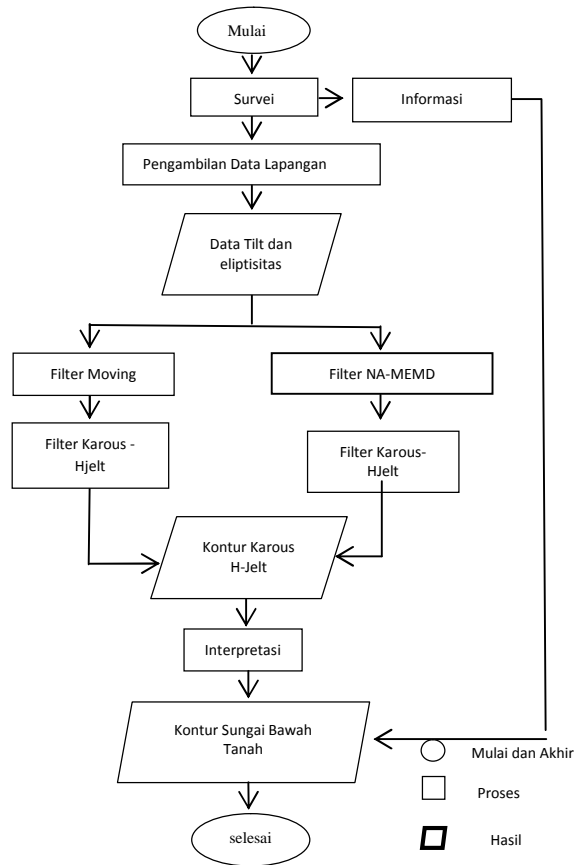 Mulai
Survei
Informasi
Pengambilan Data Lapangan
Data Tilt dan
eliptisitas
Filter Moving
Filter NA-MEMD
Filter Karous -
Hjelt
Filter Karous-
HJelt
Kontur Karous
H-Jelt
Interpretasi
Kontur Sungai Bawah
Tanah
Mulai dan Akhir
Proses
selesai
Hasil